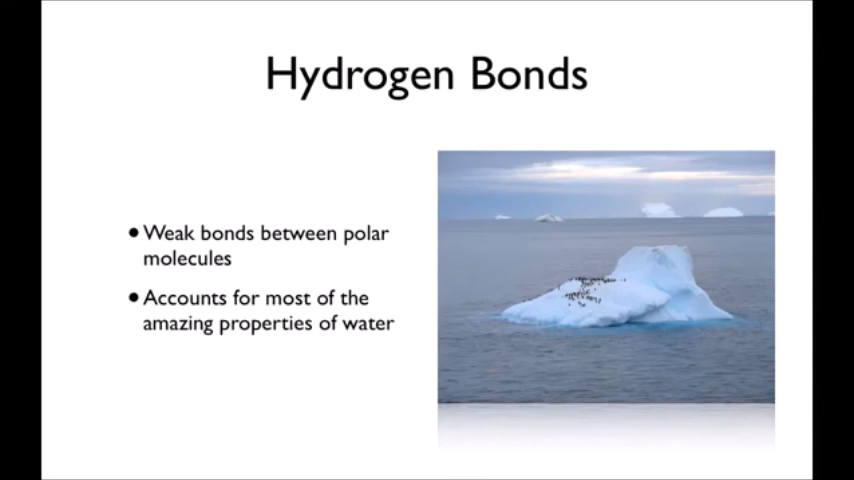 Hydrogen Bonds
•Weak bonds between polar
molecules
•Accounts for most of the
amazing properties of water